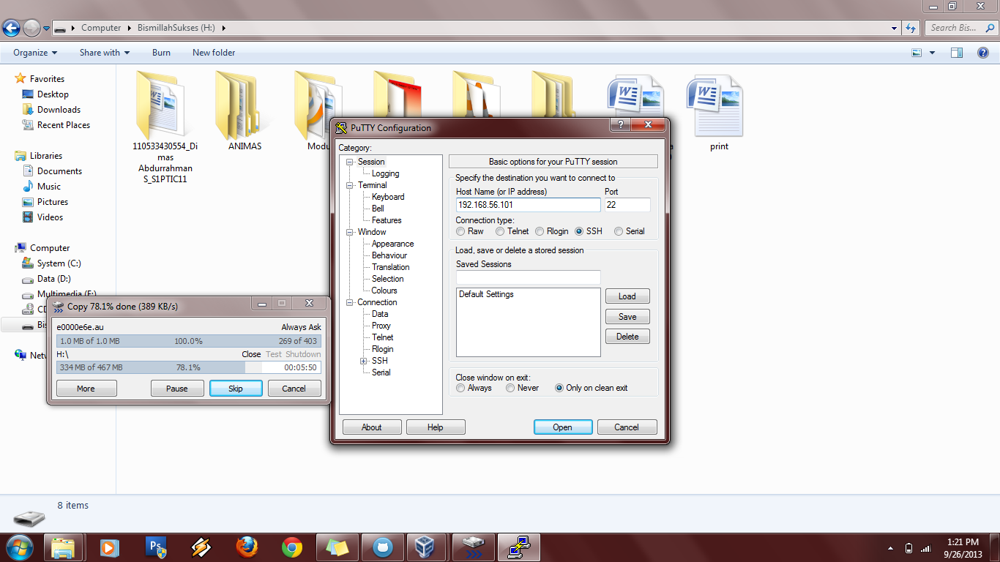 Computer
BismillahSukses (H:)
Search Bis...
Organize
Share with
Burn
New folder
Favorites
Desktop
Downloads
Recent Places
Libraries
Documents
Music
Pictures
Videos
Computer
System (C:)
Data (D:)
Multimedia (E:)
110533430554_Di
mas
Abdurrahman
S_S1PTIC11
ANIMAS
print
PuTTY Configuration
?
Category:
Session
Logging
Terminal
Keyboard
Bell
Features
Window
Appearance
Behaviour
Translation
Selection
Colours
Connection
Data
Proxy
Telnet
Rlogin
SSH
Serial
Basic options for your PuTTY session
Specify the destination you want to connect to
Host Name (or IP address) Port
192.168.56.101 22
Connection type:
Raw Telnet Rlogin SSH Serial
Load, save or delete a stored session
Saved Sessions
Default Settings
Load
Save
Delete
Close window on exit:
Always Never Only on clean exit
About Help Open Cancel
Copy 78.1% done (389 KB/s)
e0000e6e.au Always Ask
1.0 MB of 1.0 MB 100.0% 269 of 403
H:\ Close Test Shutdown
334 MB of 467 MB 78.1% 00:05:50
More Pause Skip Cancel
8 items
Ps
1:21 PM
9/26/2013